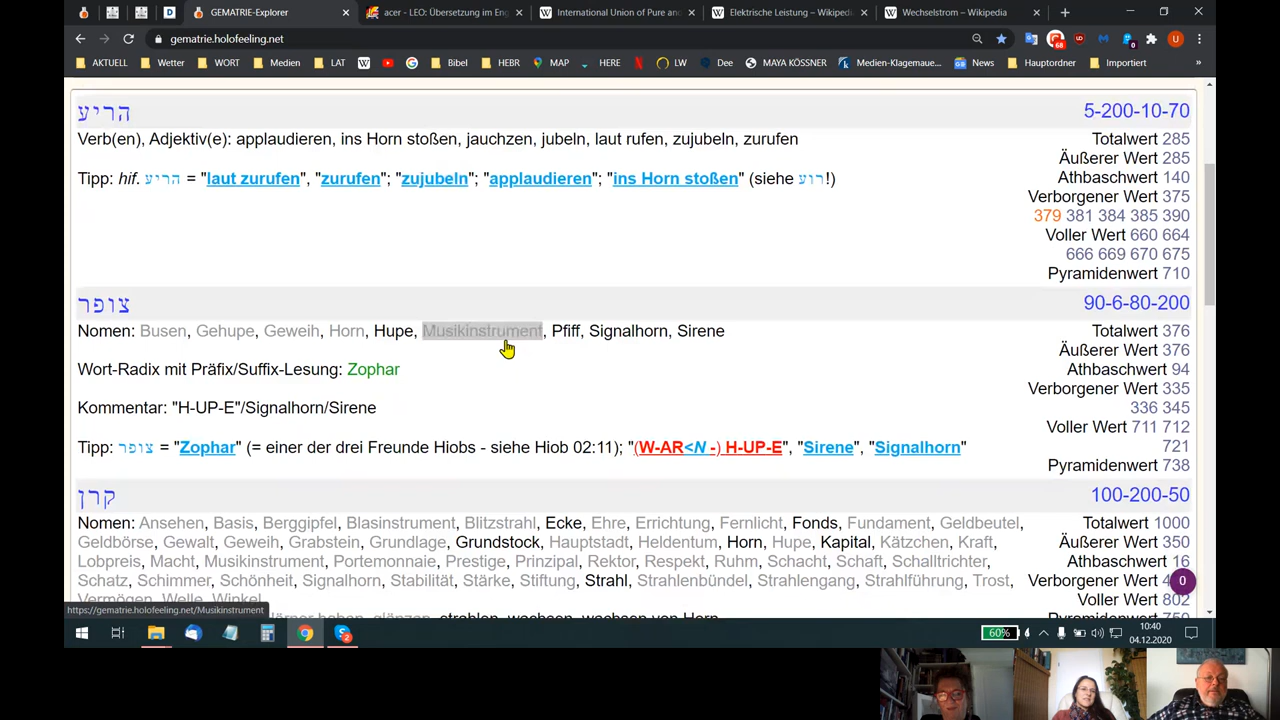 GEMATRIE-Explorer
acer - LEO: Übersetzung im Eng
International Union of Pure an
Elektrische Leistung – Wikipedia
Wechselstrom – Wikipedia
gematrie.holofeeling.net
AKTUELL Wetter WORT Medien LAT Bibel HEBR MAP HERE LW Dee MAYA KÖSSNER Medien-Klagemaue... News Hauptordner Importiert »
הריע 5-200-10-70
Verb(en), Adjektiv(e): applaudieren, ins Horn stoßen, jauchzen, jubeln, laut rufen, zujubeln, zurufen
Totalwert 285
Äußerer Wert 285
Tipp: hif. הריע = "laut zurufen", "zurufen"; "zujubeln"; "applaudieren"; "ins Horn stoßen" (siehe רוע!)
Athbaschwert 140
Verborgener Wert 375
379 381 384 385 390
Voller Wert 660 664
666 669 670 675
Pyramidenwert 710
צופר 90-6-80-200
Nomen: Busen, Gehupe, Geweih, Horn, Hupe, Musikinstrument, Pfiff, Signalhorn, Sirene
Totalwert 376
Äußerer Wert 376
Wort-Radix mit Präfix/Suffix-Lesung: Zophar
Athbaschwert 94
Verborgener Wert 335
336 345
Kommentar: "H-UP-E"/Signalhorn/Sirene
Voller Wert 711 712
721
Tipp: צופר = "Zophar" (= einer der drei Freunde Hiobs - siehe Hiob 02:11); "(W-AR<N -) H-UP-E", "Sirene", "Signalhorn"
Pyramidenwert 738
קרן 100-200-50
Nomen: Ansehen, Basis, Berggipfel, Blasinstrument, Blitzstrahl, Ecke, Ehre, Errichtung, Fernlicht, Fonds, Fundament, Geldbeutel,
Geldbörse, Gewalt, Geweih, Grabstein, Grundlage, Grundstock, Hauptstadt, Heldentum, Horn, Hupe, Kapital, Kätzchen, Kraft,
Lobpreis, Macht, Musikinstrument, Portemonnaie, Prestige, Prinzipal, Rektor, Respekt, Ruhm, Schacht, Schaft, Schalltrichter,
Schatz, Schimmer, Schönheit, Signalhorn, Stabilität, Stärke, Stiftung, Strahl, Strahlenbündel, Strahlengang, Strahlführung, Trost,
Vermögen, Welle, Winkel
Totalwert 1000
Äußerer Wert 350
Athbaschwert 16
Verborgener Wert
0
Voller Wert 802
https://gematrie.holofeeling.net/Musikinstrument
60%
10:40
04.12.2020